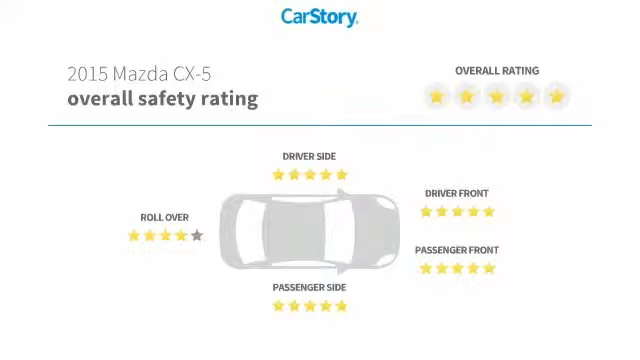 CarStory
2015 Mazda CX-5
overall safety rating
OVERALL RATING
DRIVER SIDE
DRIVER FRONT
ROLL OVER
PASSENGER FRONT
PASSENGER SIDE